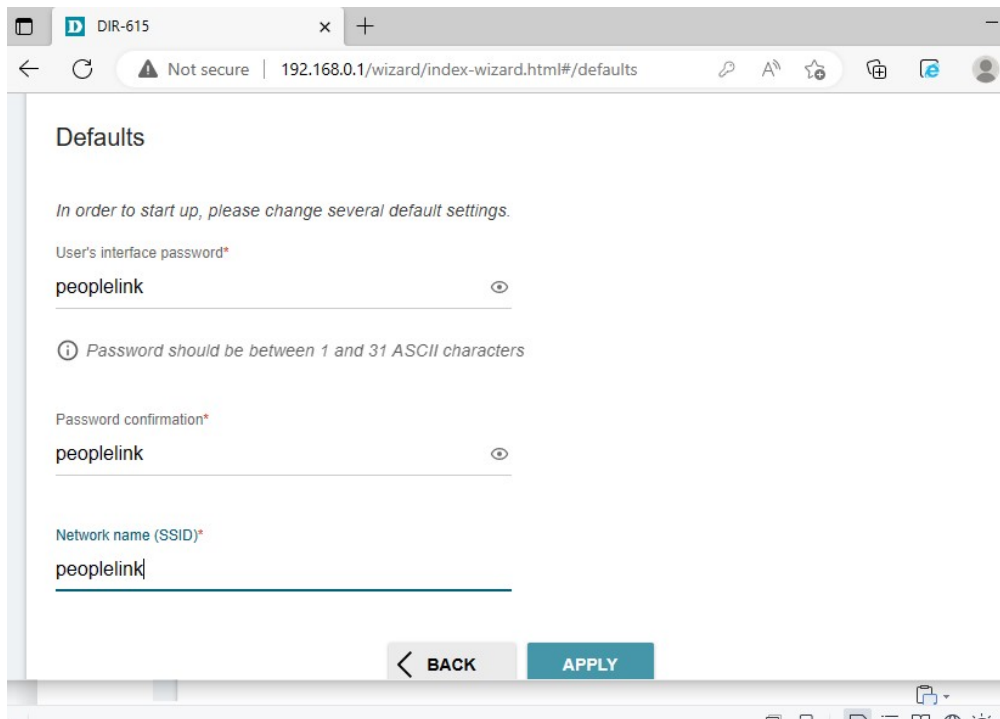 DIR-615
Not secure | 192.168.0.1/wizard/index-wizard.html#/defaults
Defaults
In order to start up, please change several default settings.
User's interface password*
peoplelink
Password should be between 1 and 31 ASCII characters
Password confirmation*
peoplelink
Network name (SSID)*
peoplelink
BACK
APPLY